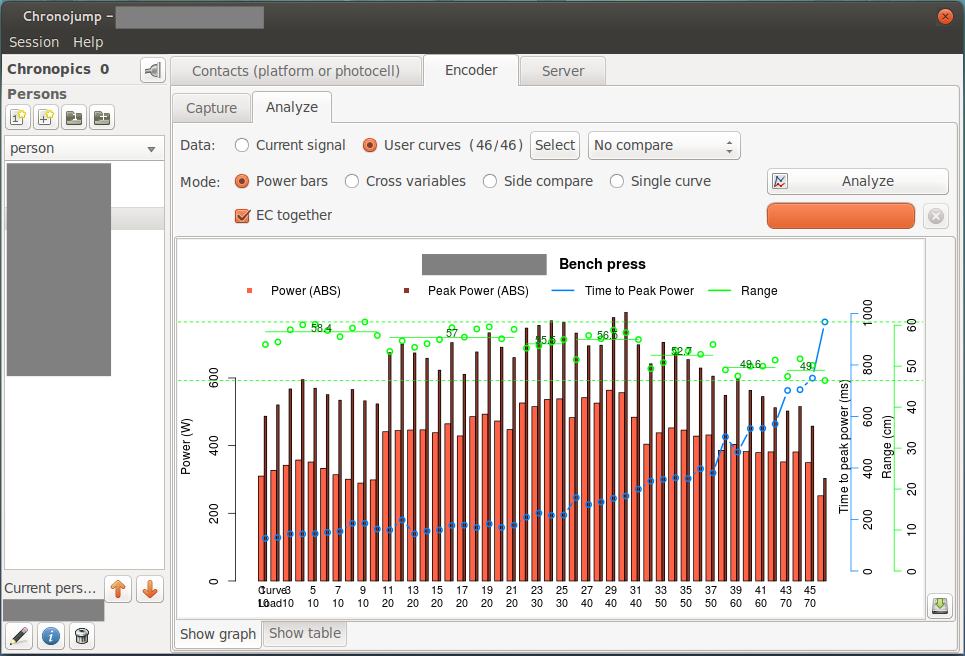 Chronojump –
Session Help
Chronopics 0
Contacts (platform or photocell) Encoder Server
Persons
Capture Analyze
person
Data: Current signal User curves (46/46) Select No compare
Mode: Power bars Cross variables Side compare Single curve Analyze
EC together
Bench press
Power (ABS) Peak Power (ABS) Time to Peak Power Range
58.4 57 55.5 56.5 52.7 49.6 49
Power (W)
0 200 400 600
Time to peak power (ms)
0 200 400 600 800 1000
Range (cm)
0 10 20 30 40 50 60
Curve 3 5 7 9 11 13 15 17 19 21 23 25 27 29 31 33 35 37 39 41 43 45
Load 10 10 10 10 20 20 20 20 20 20 30 30 40 40 40 50 50 50 60 60 70 70
Current pers...
Show graph Show table